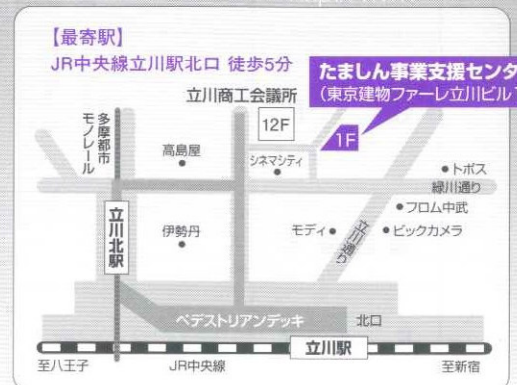 【最寄駅】
JR中央線立川駅北口 徒歩5分
たましん事業支援センタ
(東京建物ファーレ立川ビル1
立川商工会議所
12F
1F
多摩都市
モノレール
高島屋
シネマシティ
トポス
緑川通り
フロム中武
立川北駅
伊勢丹
モディ
立川通り
ビックカメラ
ペデストリアンデッキ
北口
立川駅
至八王子
JR中央線
至新宿